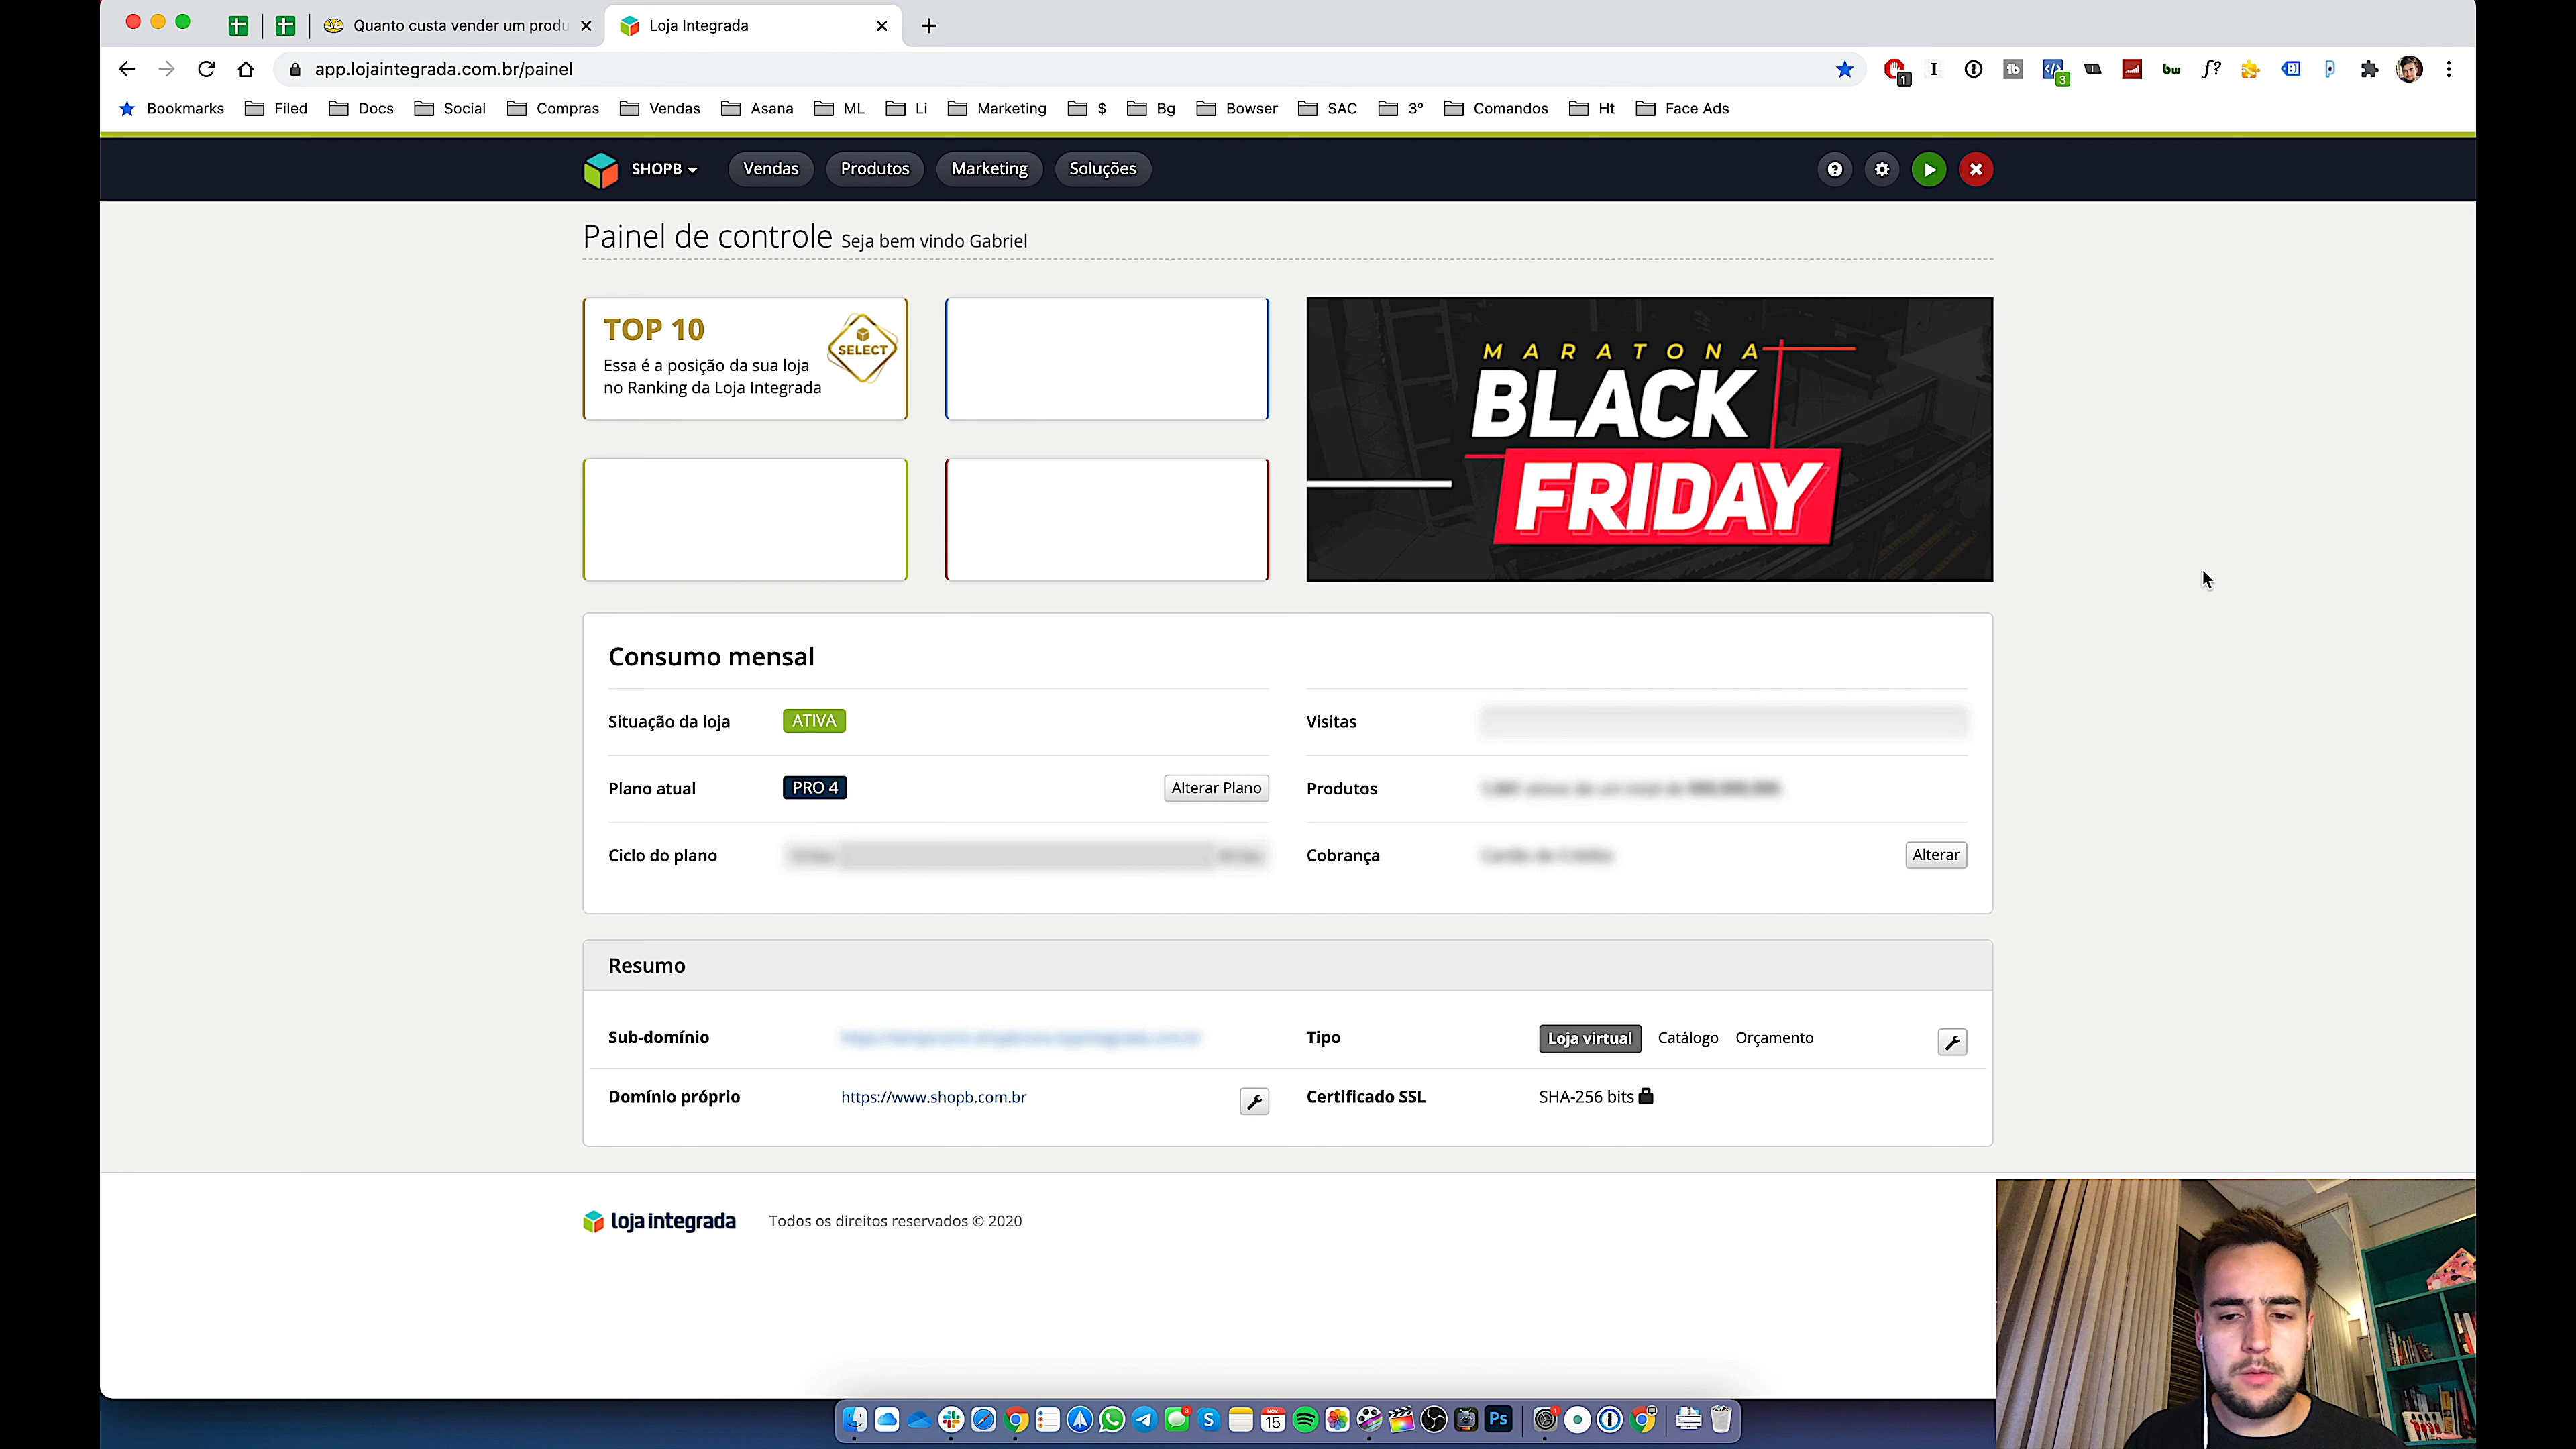 Quanto custa vender um produ
Loja Integrada
app.lojaintegrada.com.br/painel
Bookmarks Filed Docs Social Compras Vendas Asana ML Li Marketing $ Bg Bowser SAC 3º Comandos Ht Face Ads
SHOPB Vendas Produtos Marketing Soluções
Painel de controle Seja bem vindo Gabriel
TOP 10
Essa é a posição da sua loja
no Ranking da Loja Integrada
SELECT
MARATONA
BLACK
FRIDAY
Consumo mensal
Situação da loja ATIVA
Visitas
Plano atual PRO 4 Alterar Plano
Produtos
Ciclo do plano
Cobrança Alterar
Resumo
Sub-domínio
Tipo Loja virtual Catálogo Orçamento
Domínio próprio https://www.shopb.com.br
Certificado SSL SHA-256 bits
loja integrada Todos os direitos reservados © 2020
NOV.
15
Ps